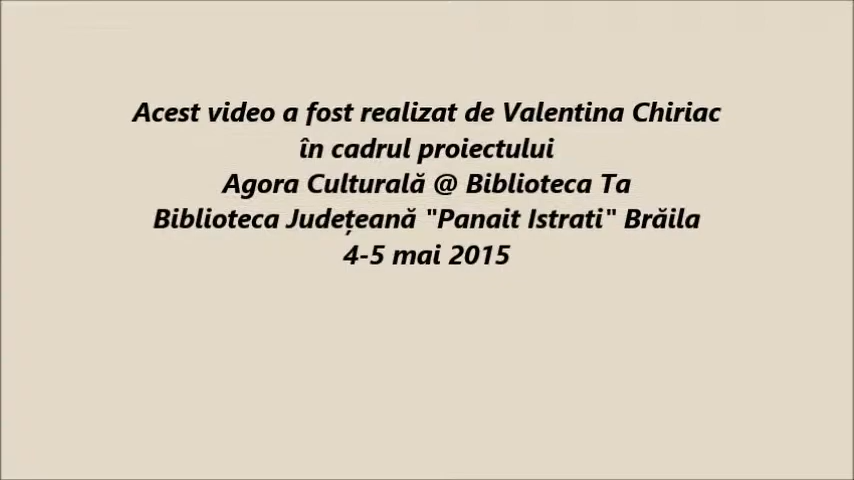 Acest video a fost realizat de Valentina Chiriac
în cadrul proiectului
Agora Culturală @ Biblioteca Ta
Biblioteca Județeană "Panait Istrati" Brăila
4-5 mai 2015